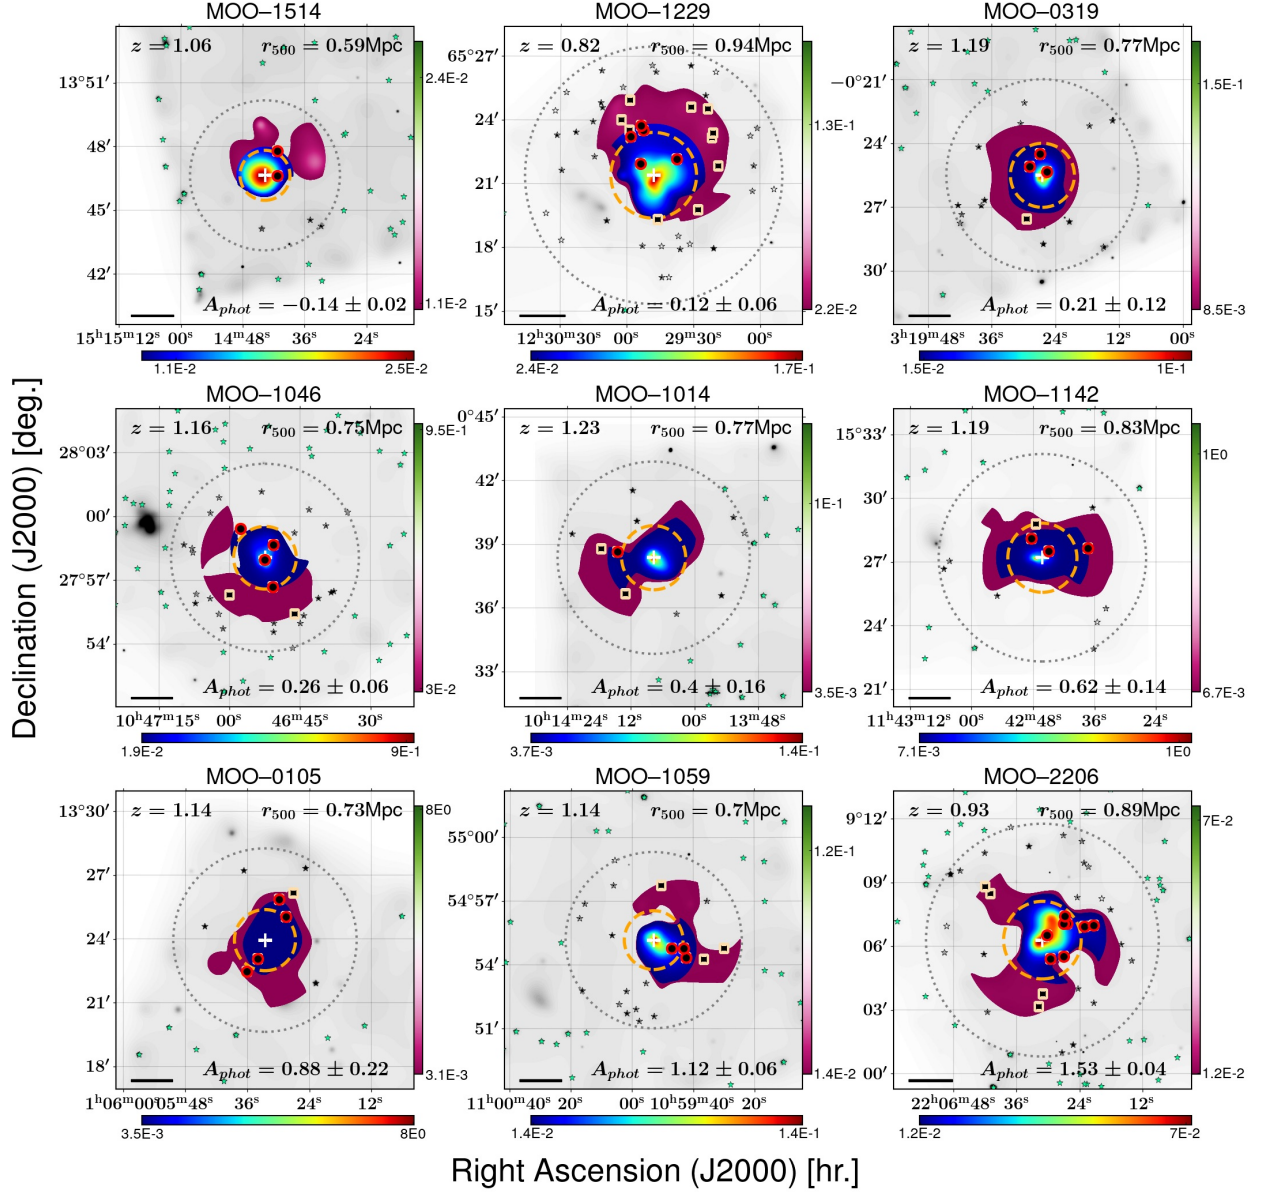 MOO−1514
MOO−1229
MOO−0319
z = 1.06 r500 = 0.59Mpc
2.4E-2
1.1E-2
13°51′
48′
45′
42′
Aphot = −0.14 ± 0.02
15h15m12s 00s 14m48s 36s 24s
1.1E-2 2.5E-2
z = 0.82 r500 = 0.94Mpc
1.3E-1
2.2E-2
65°27′
24′
21′
18′
15′
Aphot = 0.12 ± 0.06
12h30m30s 00s 29m30s 00s
2.4E-2 1.7E-1
z = 1.19 r500 = 0.77Mpc
1.5E-1
8.5E-3
−0°21′
24′
27′
30′
Aphot = 0.21 ± 0.12
3h19m48s 36s 24s 12s 00s
1.5E-2 1E-1
MOO−1046
MOO−1014
MOO−1142
z = 1.16 r500 = 0.75Mpc
9.5E-1
3E-2
28°03′
00′
27°57′
54′
Aphot = 0.26 ± 0.06
10h47m15s 00s 46m45s 30s
1.9E-2 9E-1
z = 1.23 r500 = 0.77Mpc
1E-1
3.5E-3
0°45′
42′
39′
36′
33′
Aphot = 0.4 ± 0.16
10h14m24s 12s 00s 13m48s
3.7E-3 1.4E-1
z = 1.19 r500 = 0.83Mpc
1E0
6.7E-3
15°33′
30′
27′
24′
21′
Aphot = 0.62 ± 0.14
11h43m12s 00s 42m48s 36s 24s
7.1E-3 1E0
MOO−0105
MOO−1059
MOO−2206
z = 1.14 r500 = 0.73Mpc
8E0
3.1E-3
13°30′
27′
24′
21′
18′
Aphot = 0.88 ± 0.22
1h06m00s 05m48s 36s 24s 12s
3.5E-3 8E0
z = 1.14 r500 = 0.7Mpc
1.2E-1
1.4E-2
55°00′
54°57′
54′
51′
Aphot = 1.12 ± 0.06
11h00m40s 20s 00s 10h59m40s 20s
1.4E-2 1.4E-1
z = 0.93 r500 = 0.89Mpc
7E-2
1.2E-2
9°12′
09′
06′
03′
00′
Aphot = 1.53 ± 0.04
22h06m48s 36s 24s 12s
1.2E-2 7E-2
Declination (J2000) [deg.]
Right Ascension (J2000) [hr.]